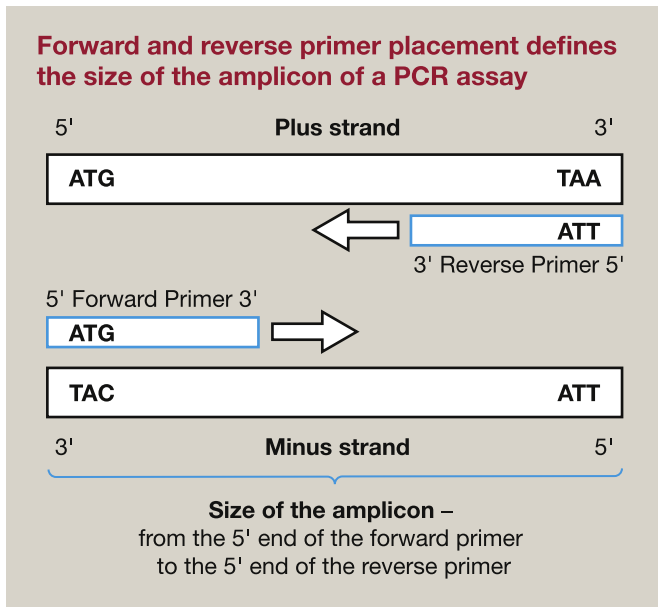 Forward and reverse primer placement defines
the size of the amplicon of a PCR assay
5' Plus strand 3'
ATG TAA
ATT
3' Reverse Primer 5'
5' Forward Primer 3'
ATG
TAC ATT
3' Minus strand 5'
Size of the amplicon –
from the 5' end of the forward primer
to the 5' end of the reverse primer